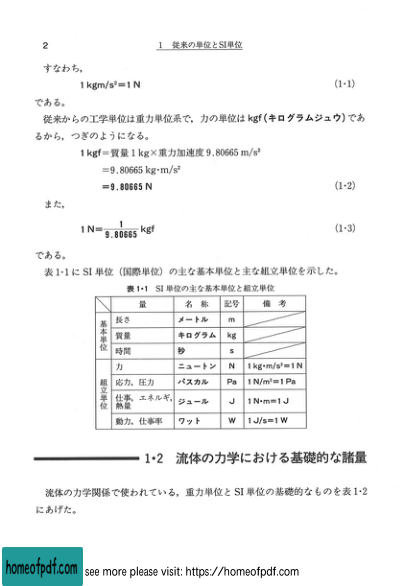 2
1 従来の単位とSI単位
すなわち,
1 kgm/s²=1 N (1・1)
である。
従来からの工学単位は重力単位系で, 力の単位は kgf(キログラムジュウ)であ
るから, つぎのようになる。
1 kgf=質量 1 kg×重力加速度 9.80665 m/s²
=9.80665 kg·m/s²
=9.80665 N (1・2)
また,
1 N=1/9.80665 kgf (1・3)
である。
表1・1に SI 単位(国際単位)の主な基本単位と主な組立単位を示した。
表1・1 SI 単位の主な基本単位と組立単位
量 名 称 記号 備 考
基本単位
長さ メートル m
質量 キログラム kg
時間 秒 s
組立単位
力 ニュートン N 1 kg·m/s²=1 N
応力, 圧力 パスカル Pa 1 N/m²=1 Pa
仕事, エネルギ, 熱量 ジュール J 1 N·m=1 J
動力, 仕事率 ワット W 1 J/s=1 W
1・2 流体の力学における基礎的な諸量
流体の力学関係で使われている, 重力単位と SI 単位の基礎的なものを表1・2
にあげた。
homeofpdf.com
see more please visit: https://homeofpdf.com